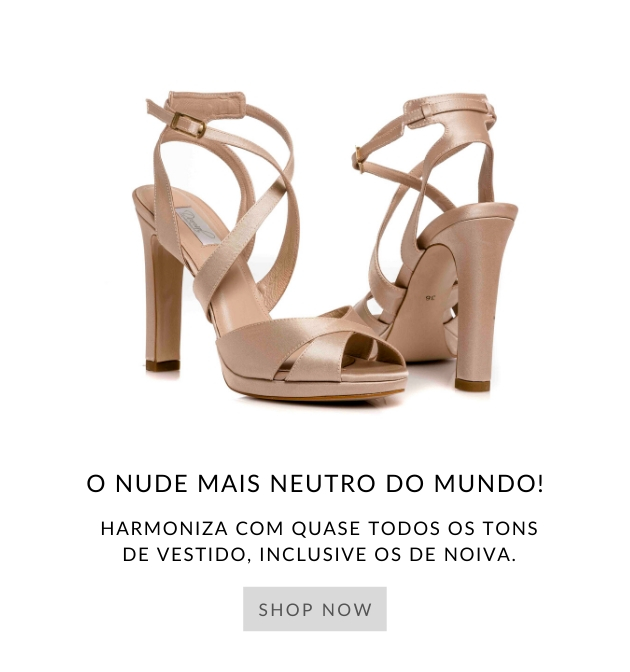 O NUDE MAIS NEUTRO DO MUNDO!
HARMONIZA COM QUASE TODOS OS TONS
DE VESTIDO, INCLUSIVE OS DE NOIVA.
SHOP NOW